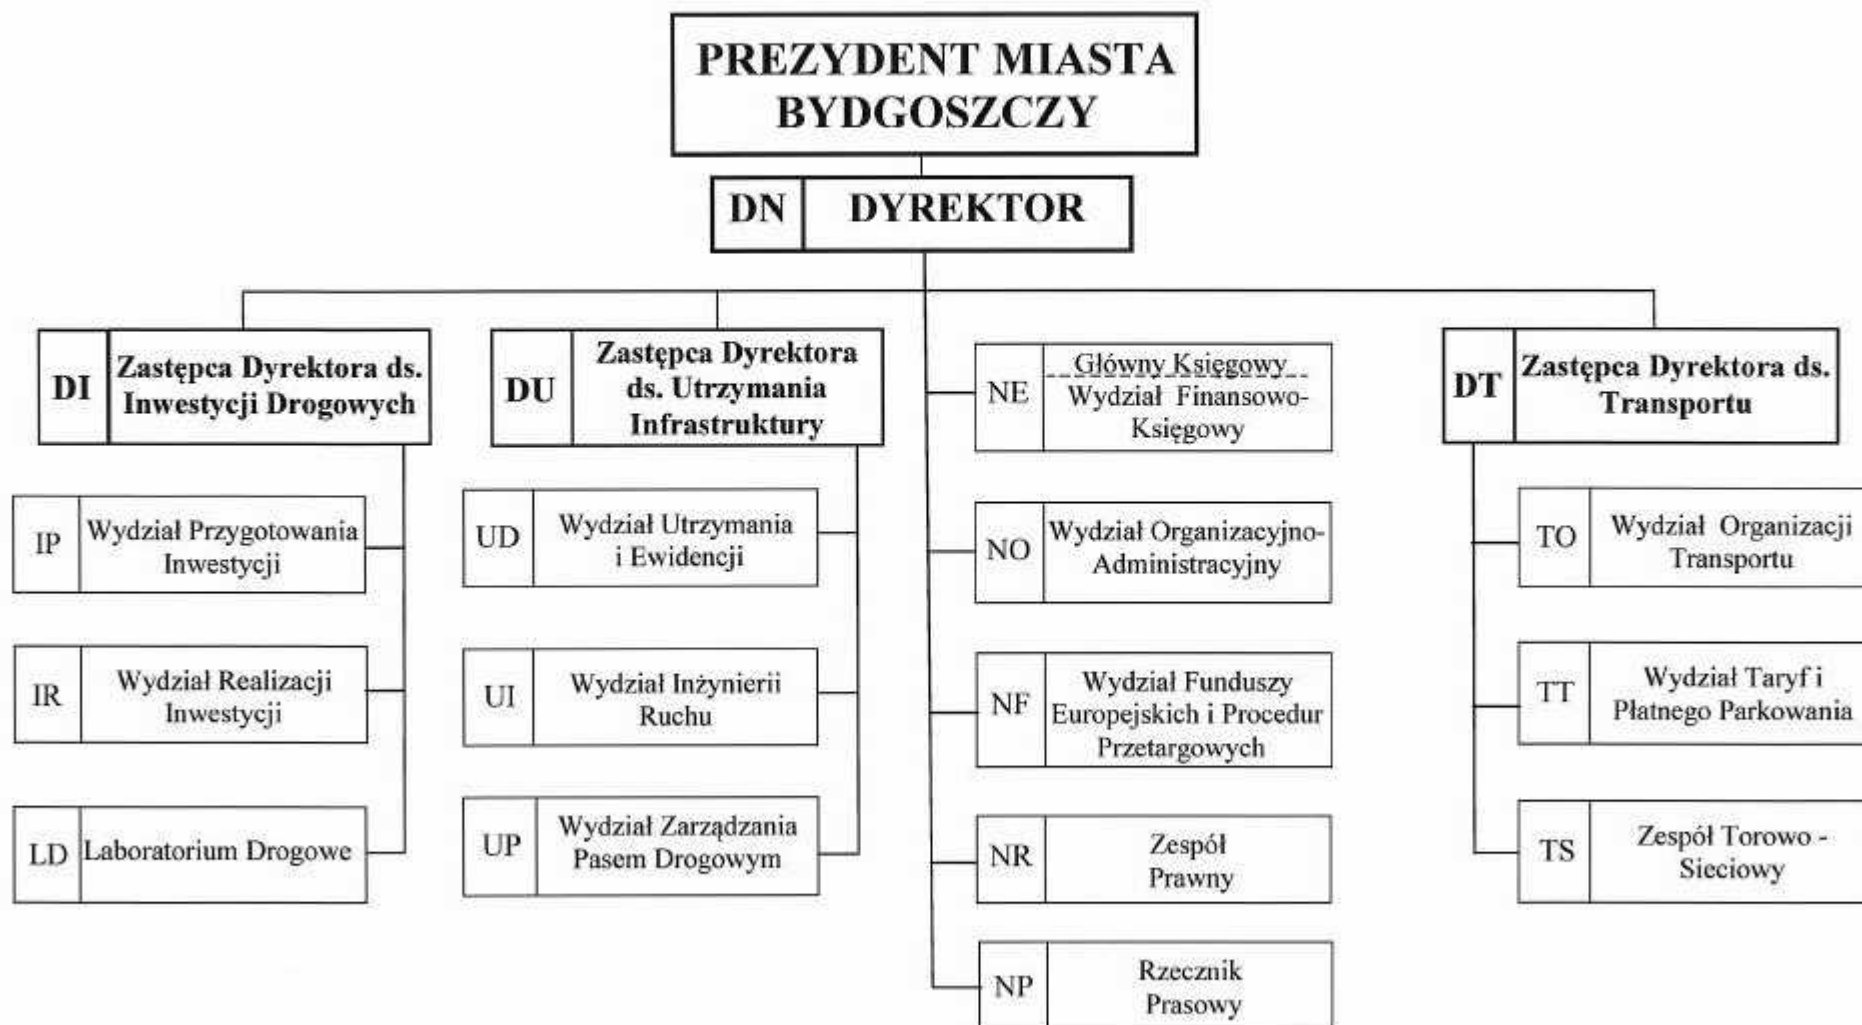 PREZYDENT MIASTA
BYDGOSZCZY
DN DYREKTOR
DI
Zastępca Dyrektora ds.
Inwestycji Drogowych
IP
Wydział Przygotowania
Inwestycji
IR
Wydział Realizacji
Inwestycji
LD
Laboratorium Drogowe
DU
Zastępca Dyrektora
ds. Utrzymania
Infrastruktury
UD
Wydział Utrzymania
i Ewidencji
UI
Wydział Inżynierii
Ruchu
UP
Wydział Zarządzania
Pasem Drogowym
NE
Główny Księgowy
Wydział Finansowo-
Księgowy
NO
Wydział Organizacyjno-
Administracyjny
NF
Wydział Funduszy
Europejskich i Procedur
Przetargowych
NR
Zespół
Prawny
NP
Rzecznik
Prasowy
DT
Zastępca Dyrektora ds.
Transportu
TO
Wydział Organizacji
Transportu
TT
Wydział Taryf i
Płatnego Parkowania
TS
Zespół Torowo -
Sieciowy